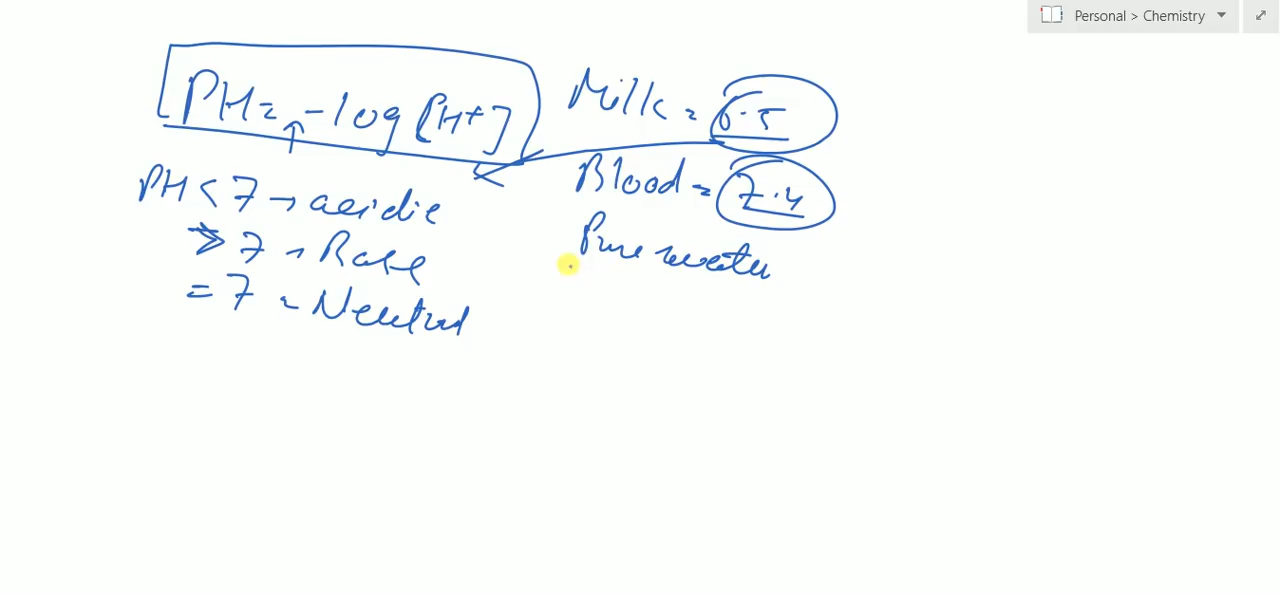 Personal > Chemistry
PH = -log[H+]
PH < 7 → acidic
> 7 → Base
= 7 - Neutral
Milk = 6.5
Blood = 7.4
Pure water